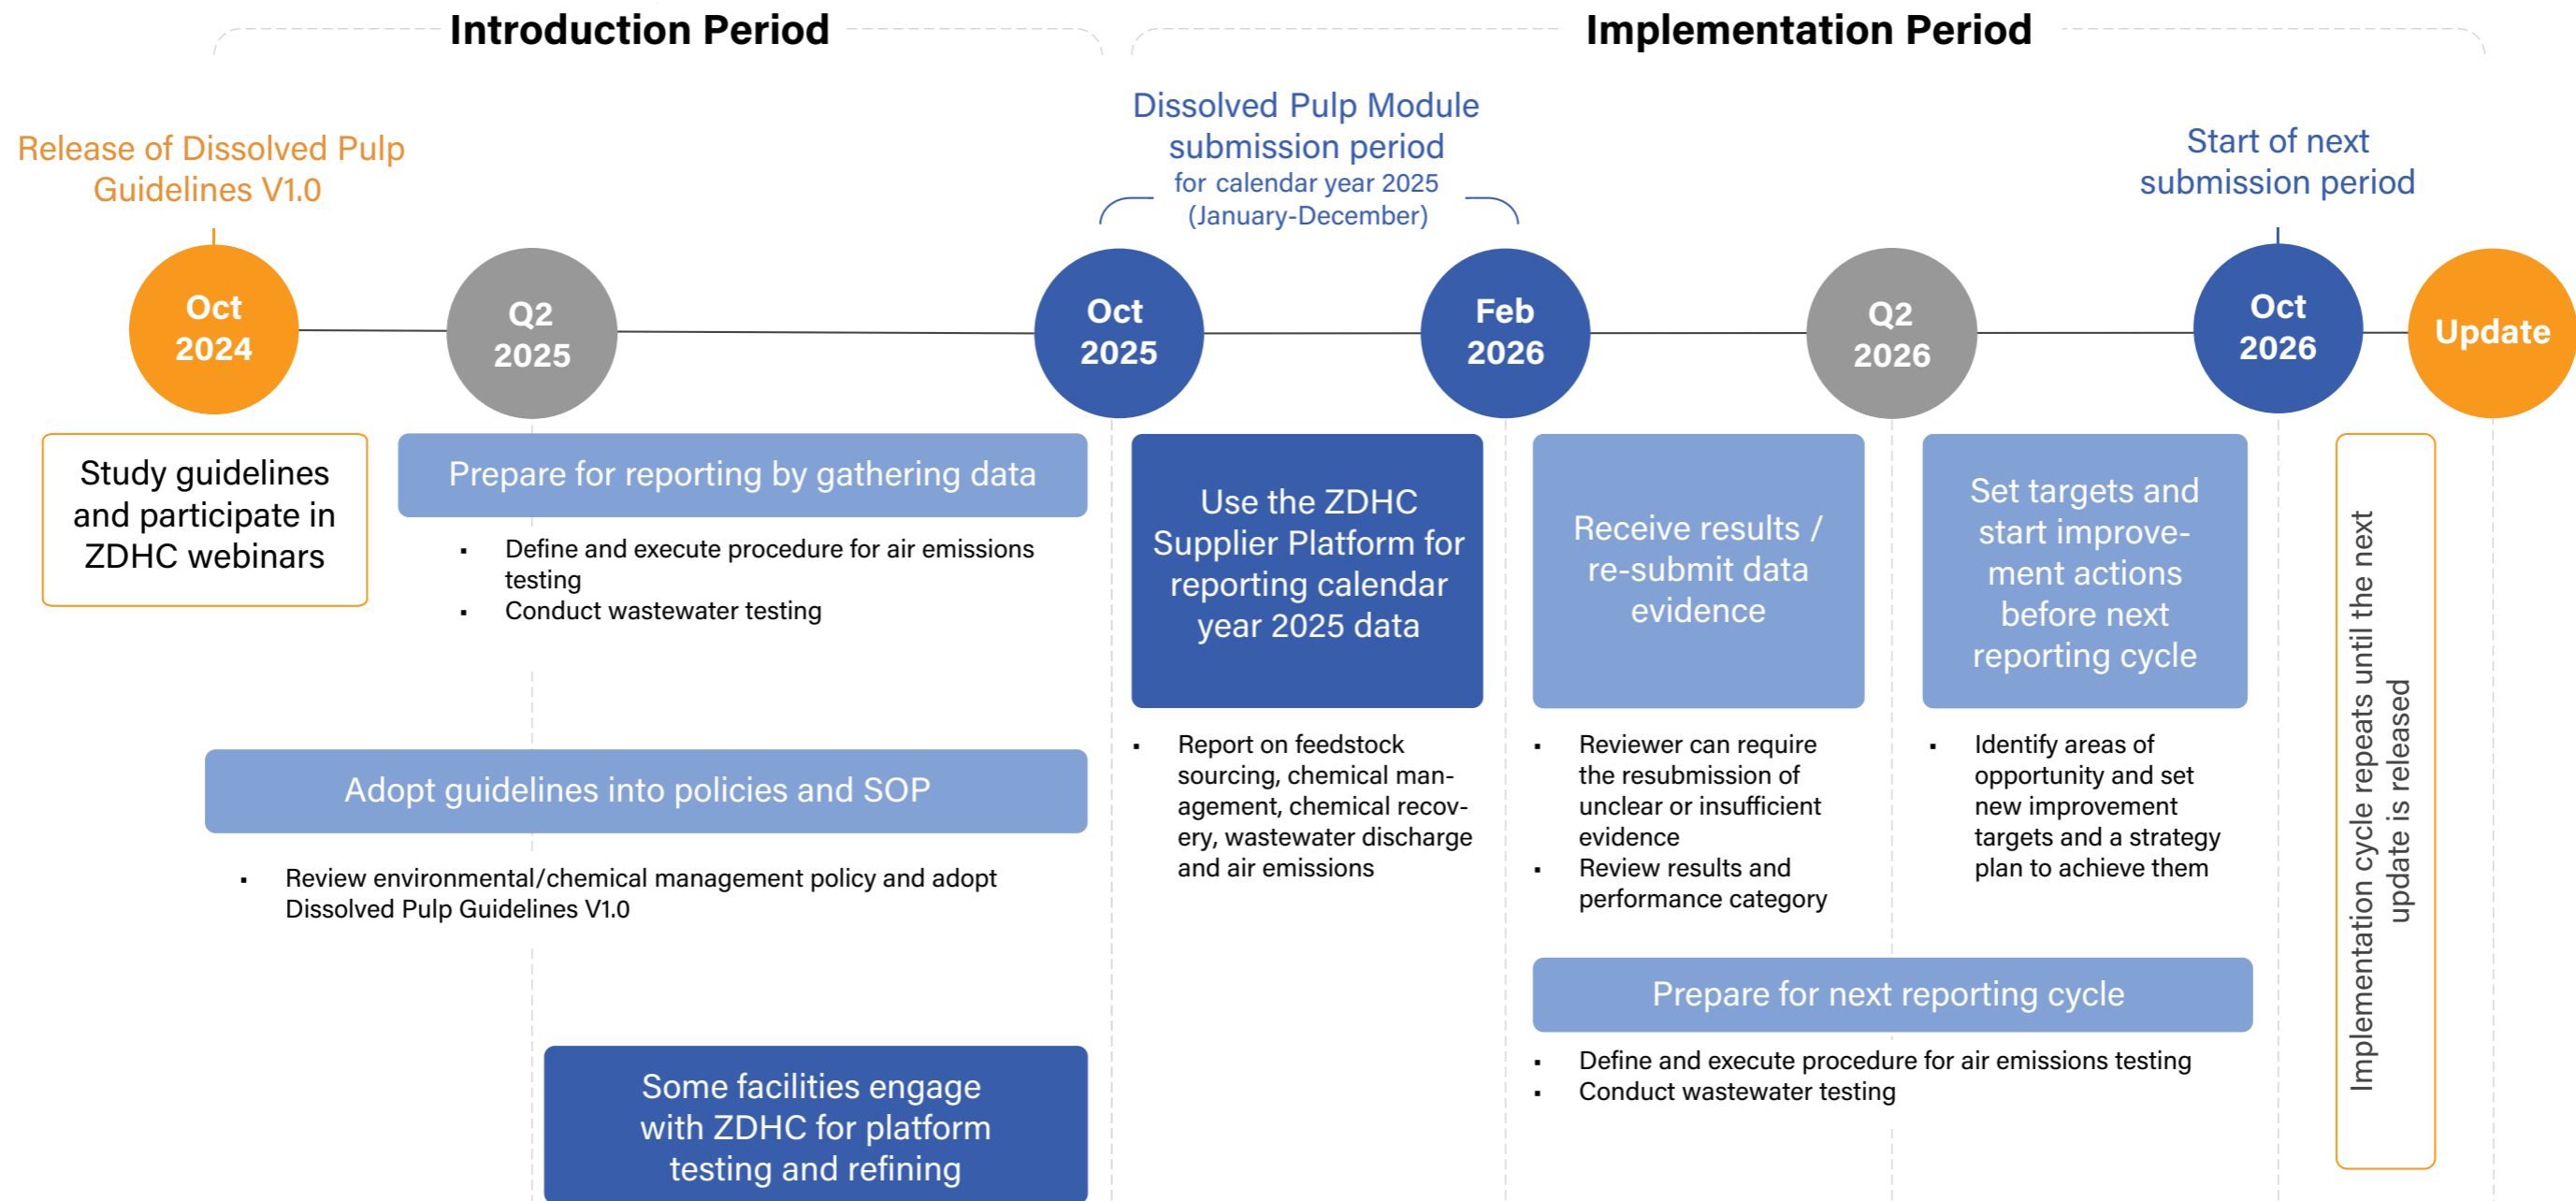 Introduction Period
Implementation Period
Release of Dissolved Pulp
Guidelines V1.0
Dissolved Pulp Module
submission period
for calendar year 2025
(January-December)
Start of next
submission period
Oct
2024
Q2
2025
Oct
2025
Feb
2026
Q2
2026
Oct
2026
Update
Study guidelines
and participate in
ZDHC webinars
Prepare for reporting by gathering data
▪ Define and execute procedure for air emissions
testing
▪ Conduct wastewater testing
Adopt guidelines into policies and SOP
▪ Review environmental/chemical management policy and adopt
Dissolved Pulp Guidelines V1.0
Some facilities engage
with ZDHC for platform
testing and refining
Use the ZDHC
Supplier Platform for
reporting calendar
year 2025 data
▪ Report on feedstock
sourcing, chemical man-
agement, chemical recov-
ery, wastewater discharge
and air emissions
Receive results /
re-submit data
evidence
▪ Reviewer can require
the resubmission of
unclear or insufficient
evidence
▪ Review results and
performance category
Set targets and
start improve-
ment actions
before next
reporting cycle
▪ Identify areas of
opportunity and set
new improvement
targets and a strategy
plan to achieve them
Prepare for next reporting cycle
▪ Define and execute procedure for air emissions testing
▪ Conduct wastewater testing
Implementation cycle repeats until the next
update is released